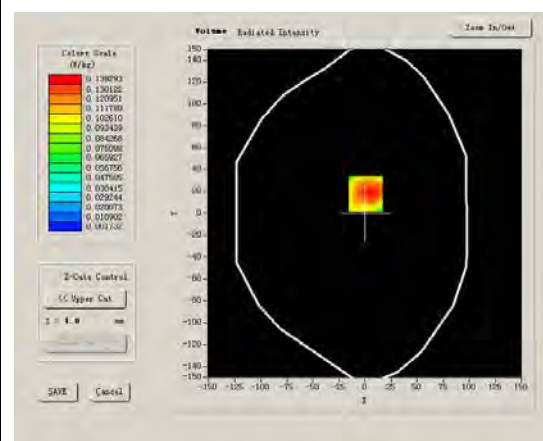 Volume Radiated Intensity
Zoom In/Out
Colors Scale
(W/kg)
0.139293
0.130122
0.120951
0.111780
0.102610
0.093439
0.084268
0.075098
0.065927
0.056756
0.047585
0.038415
0.029244
0.020073
0.010902
0.001732
Z-Cuts Control
<< Upper Cut
Z = 4.0 mm
SAVE
Cancel
150
140
120
100
80
60
40
20
0
-20
-40
-60
-80
-100
-120
-140
-150
Y
-150 -125 -100 -75 -50 -25 0 25 50 75 100 125 150
X